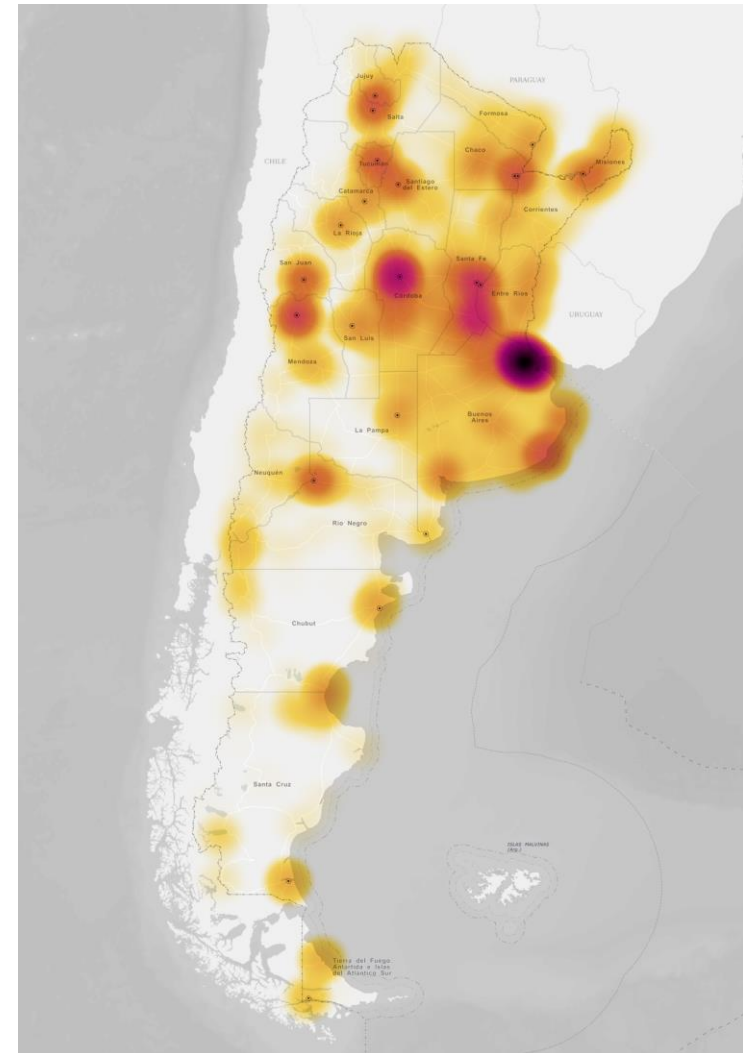 Jujuy
PARAGUAY
Salta
Formosa
CHILE
Tucumán
Chaco
Misiones
Santiago
del Estero
Catamarca
Corrientes
La Rioja
San Juan
Santa Fe
Córdoba
Entre Ríos
URUGUAY
San Luis
Mendoza
Buenos
Aires
La Pampa
Neuquén
Río Negro
Chubut
Santa Cruz
ISLAS MALVINAS
Tierra del Fuego
Antártida e Islas
del Atlántico Sur